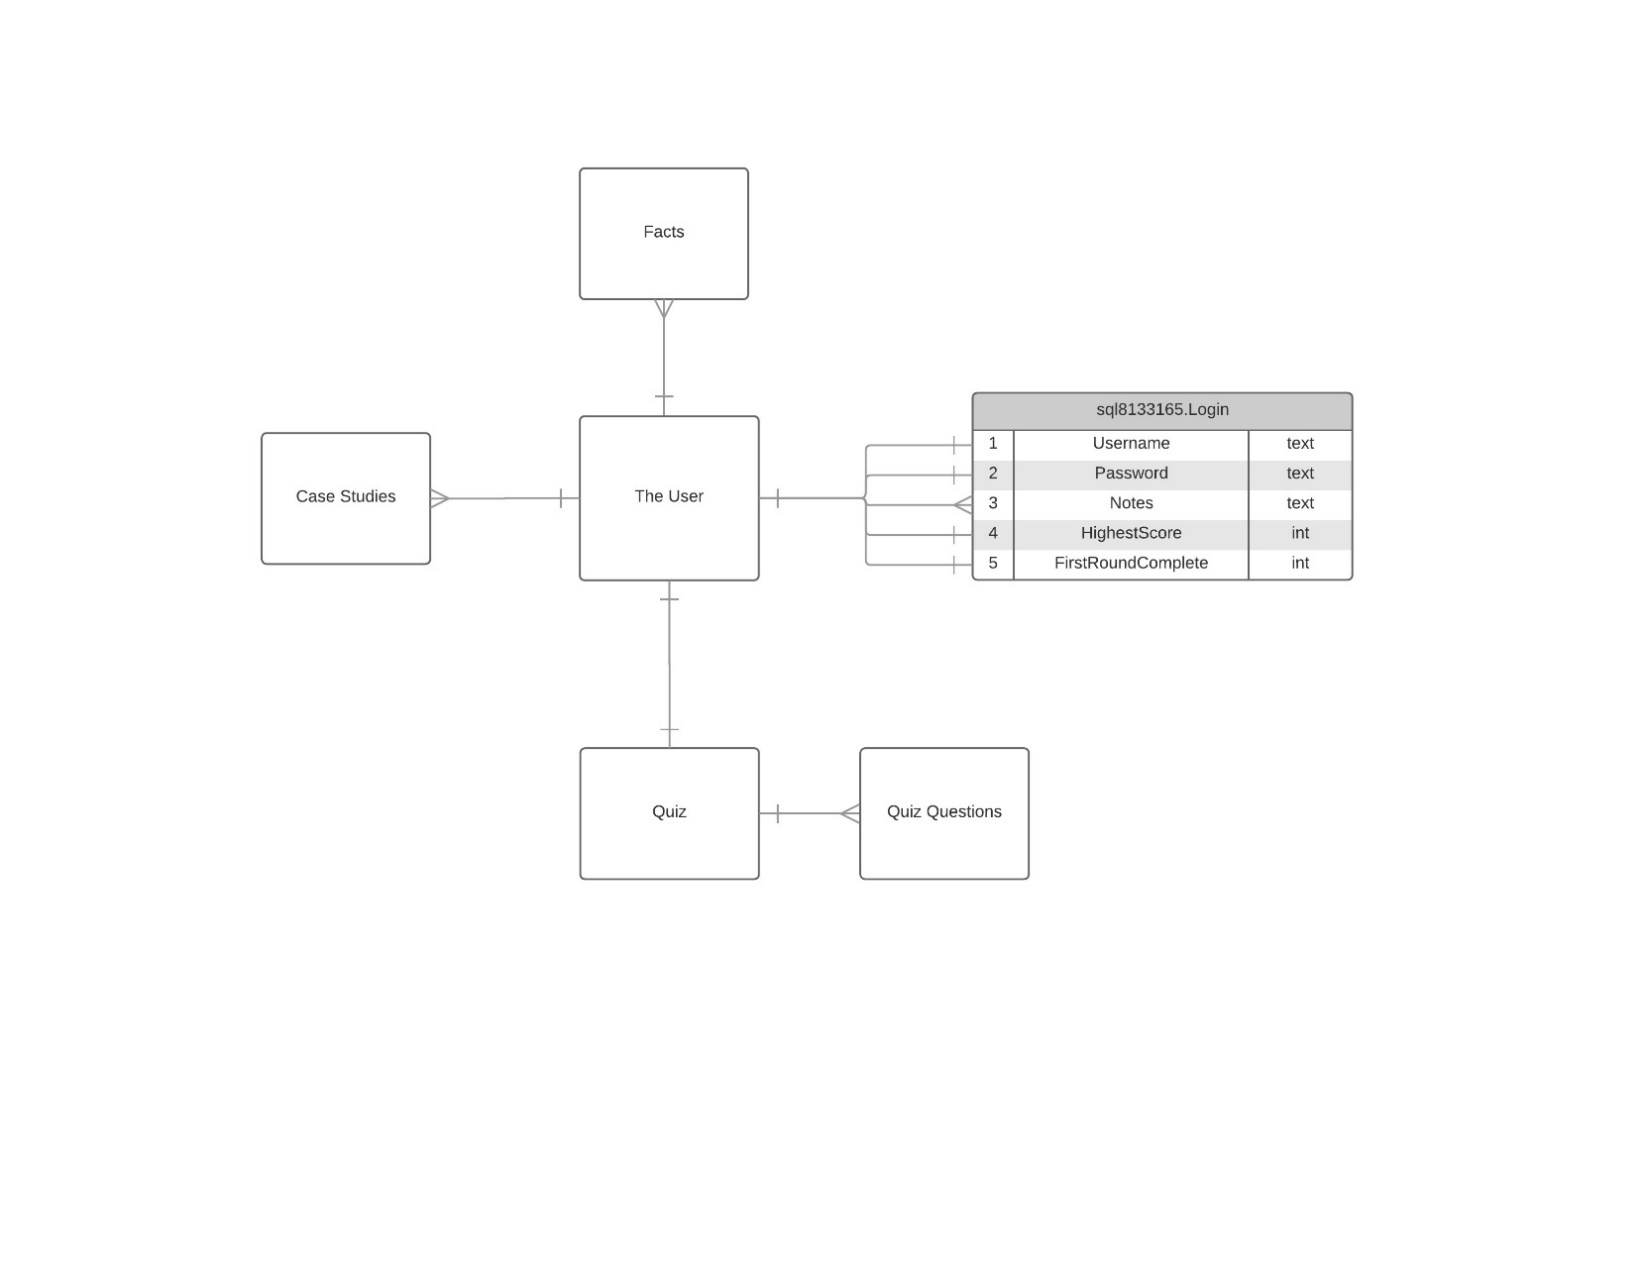 Facts
Case Studies
The User
sql8133165.Login
1 Username text
2 Password text
3 Notes text
4 HighestScore int
5 FirstRoundComplete int
Quiz
Quiz Questions